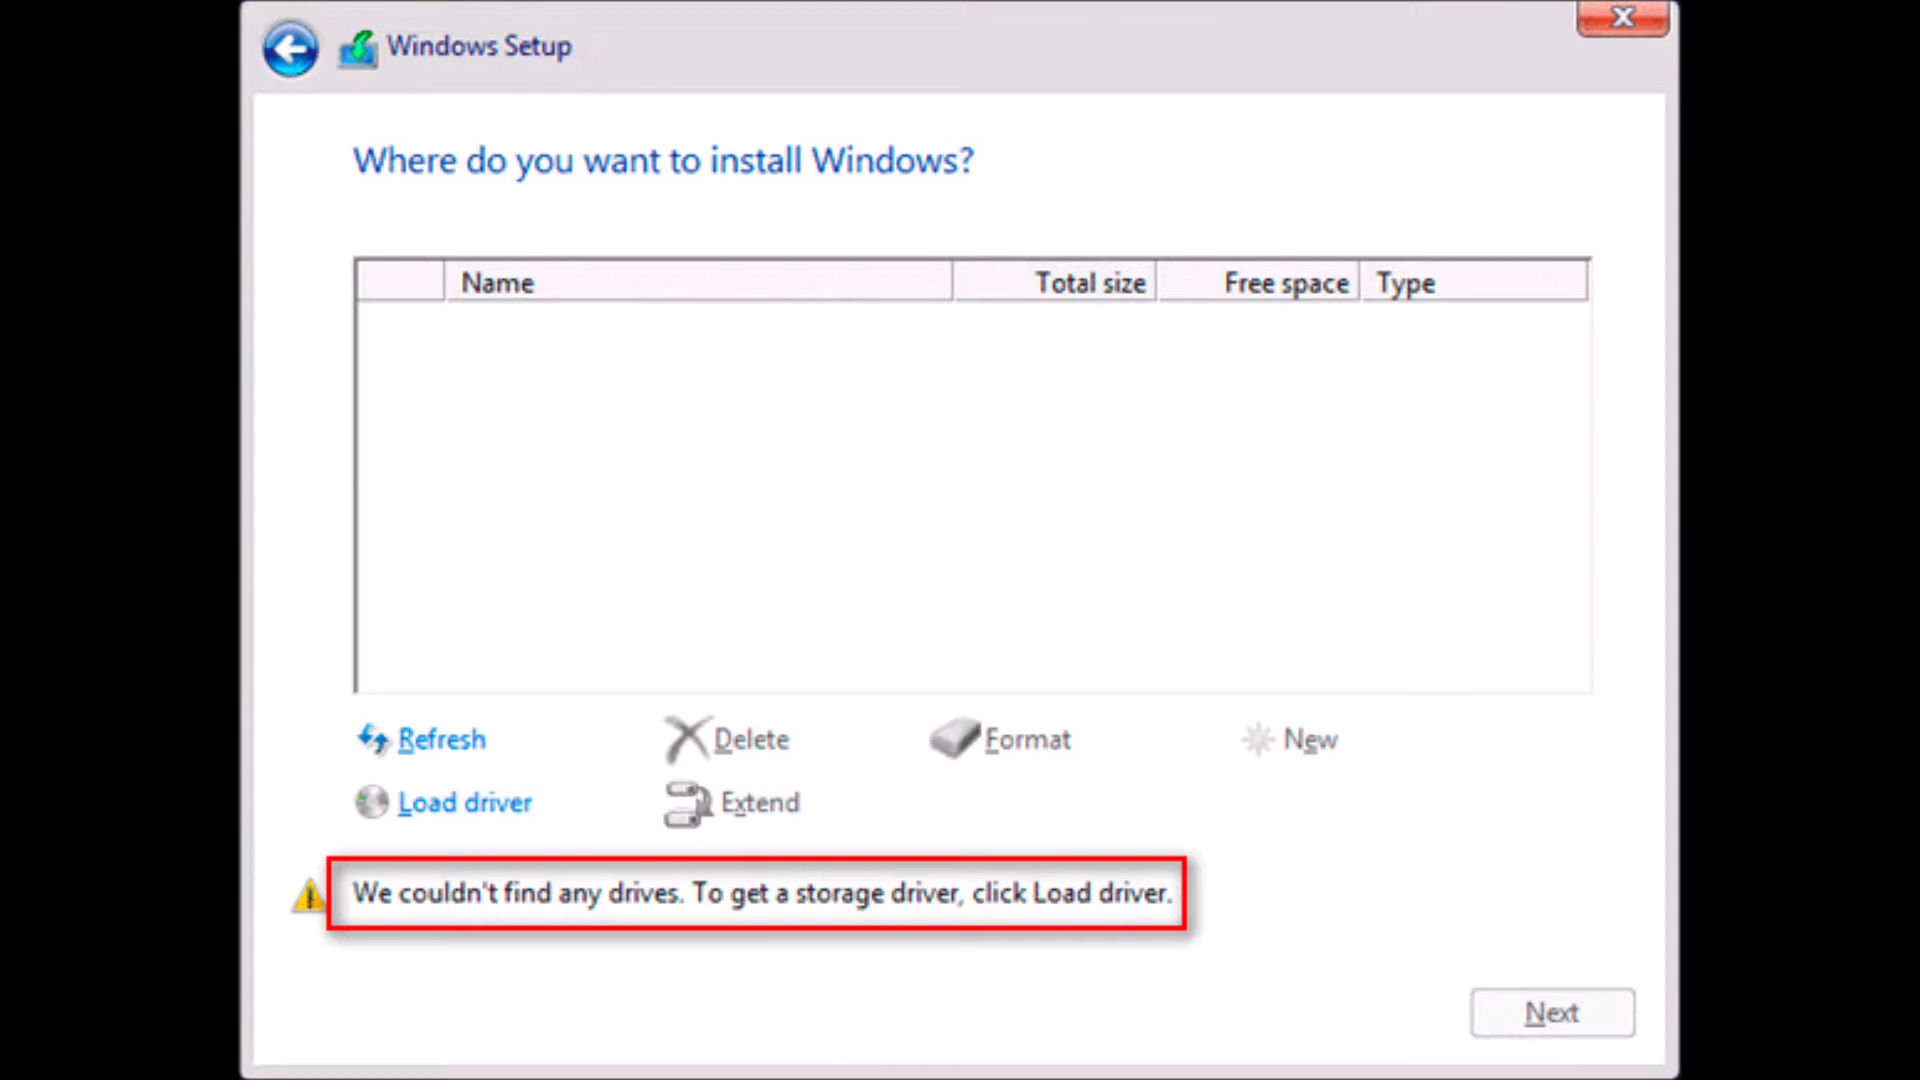 Windows Setup
Where do you want to install Windows?
Name Total size Free space Type
Refresh Delete Format New
Load driver Extend
We couldn't find any drives. To get a storage driver, click Load driver.
Next